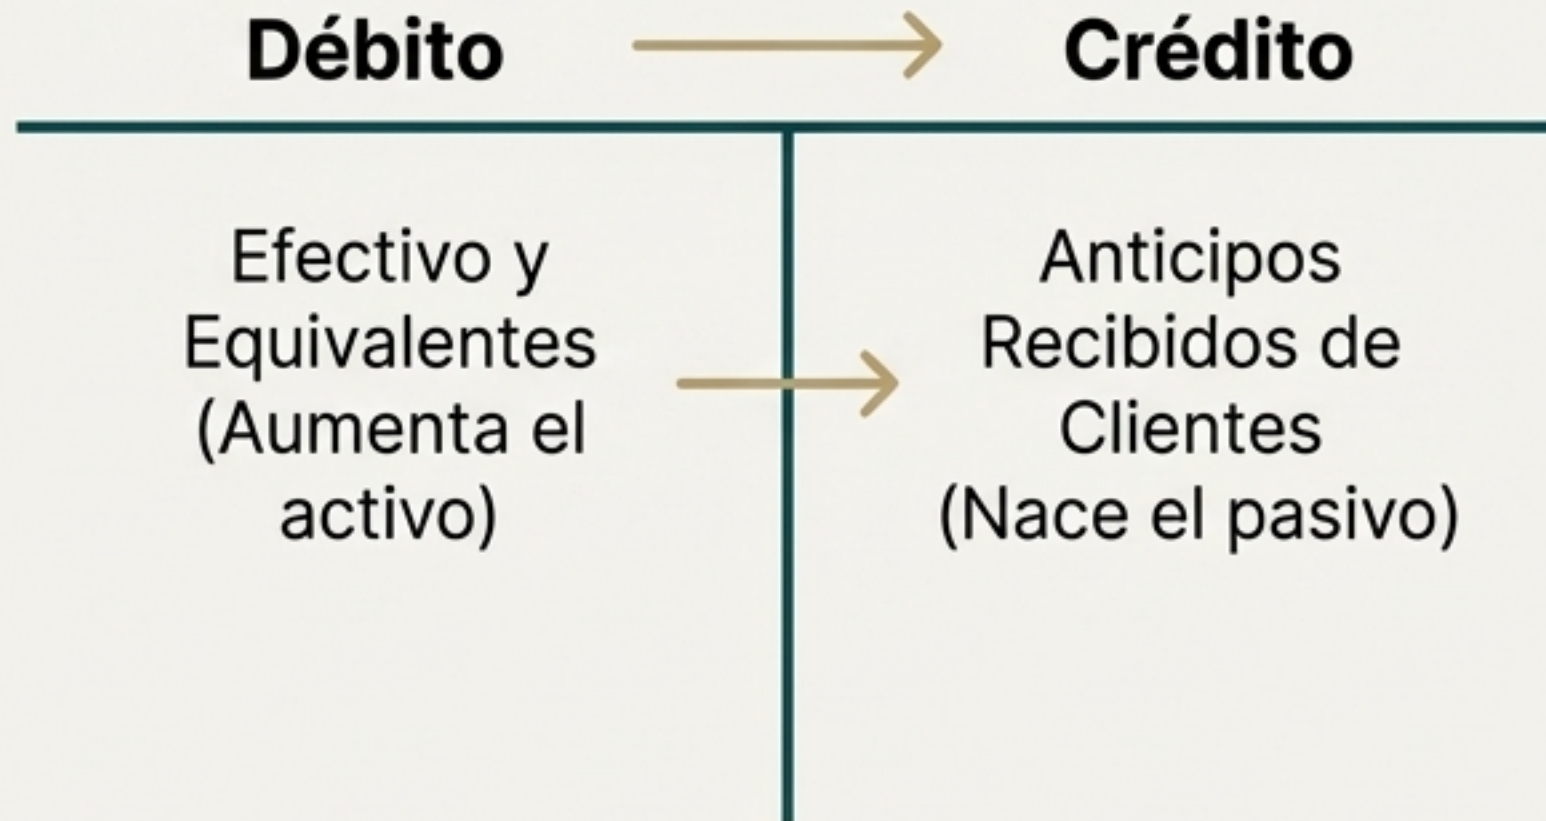 Débito
Crédito
Efectivo y
Equivalentes
(Aumenta el
activo)
Anticipos
Recibidos de
Clientes
(Nace el pasivo)